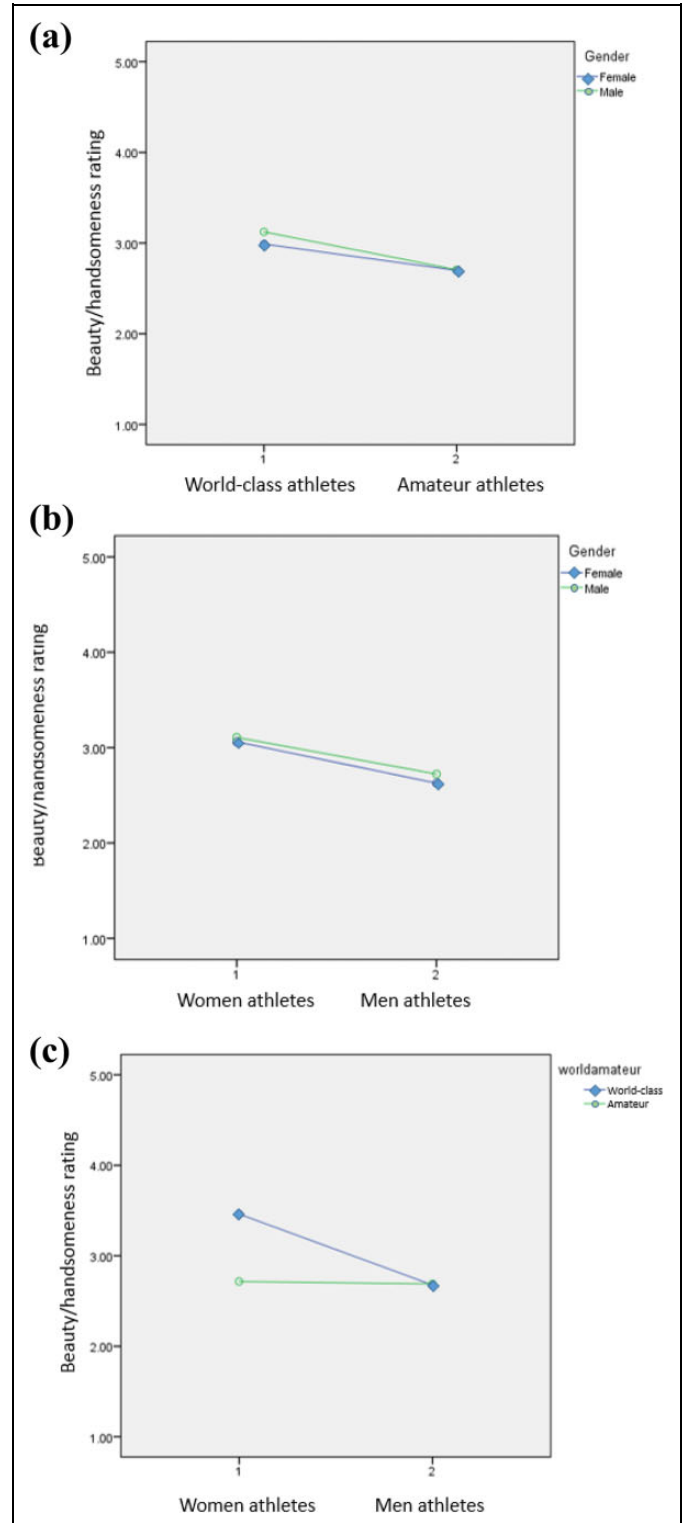 (a)
Gender
Female
Male
5.00
4.00
3.00
2.00
1.00
Beauty/handsomeness rating
1 2
World-class athletes Amateur athletes
(b)
Gender
Female
Male
5.00
4.00
3.00
2.00
1.00
Beauty/handsomeness rating
1 2
Women athletes Men athletes
(c)
worldamateur
World-class
Amateur
5.00
4.00
3.00
2.00
1.00
Beauty/handsomeness rating
1 2
Women athletes Men athletes